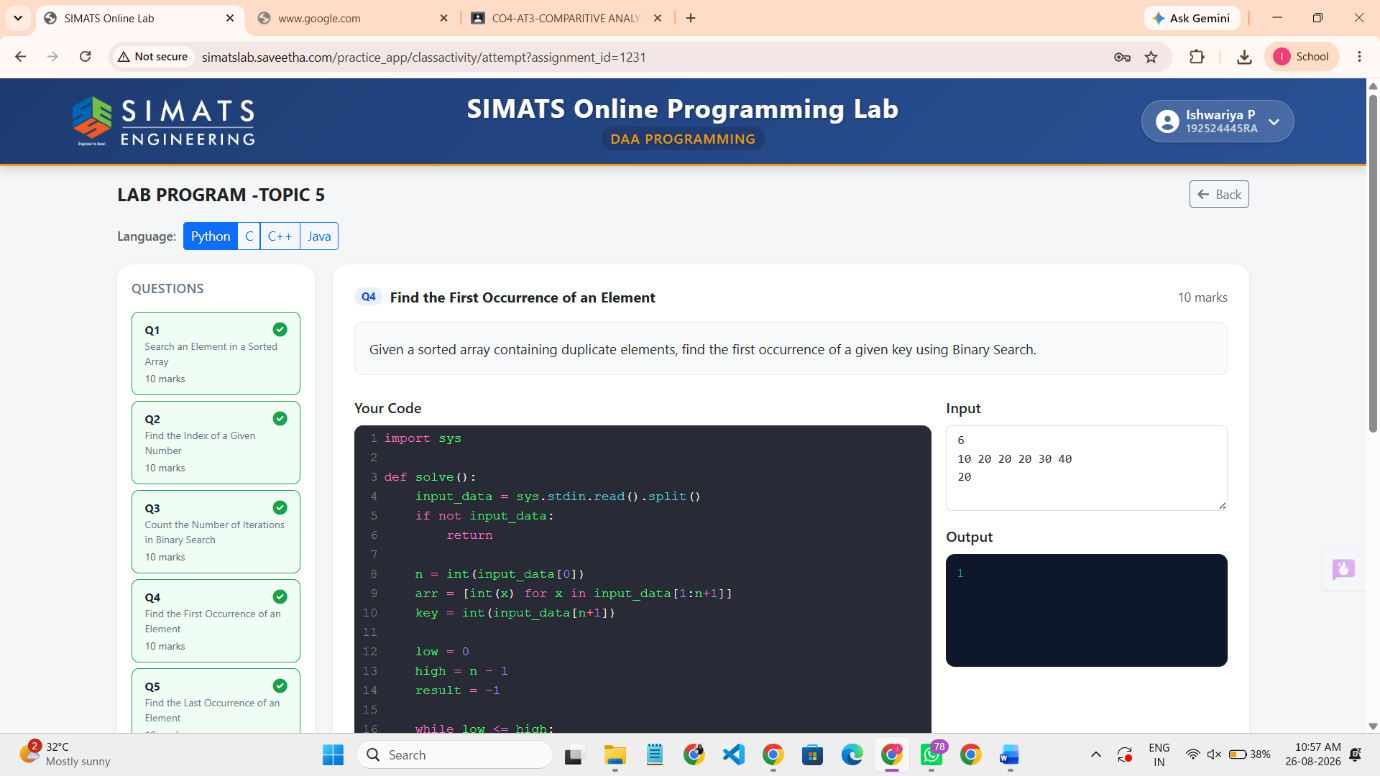 SIMATS Online Lab
www.google.com
CO4-AT3-COMPARITIVE ANALY
Ask Gemini
Not secure
simatslab.saveetha.com/practice_app/classactivity/attempt?assignment_id=1231
School
SIMATS
ENGINEERING
SIMATS Online Programming Lab
DAA PROGRAMMING
Ishwariya P
192524445RA
LAB PROGRAM -TOPIC 5
Back
Language:
Python
C
C++
Java
QUESTIONS
Q1
Search an Element in a Sorted
Array
10 marks
Q2
Find the Index of a Given
Number
10 marks
Q3
Count the Number of Iterations
in Binary Search
10 marks
Q4
Find the First Occurrence of an
Element
10 marks
Q5
Find the Last Occurrence of an
Element
Q4 Find the First Occurrence of an Element
10 marks
Given a sorted array containing duplicate elements, find the first occurrence of a given key using Binary Search.
Your Code
1 import sys
2
3 def solve():
4     input_data = sys.stdin.read().split()
5     if not input_data:
6         return
7
8     n = int(input_data[0])
9     arr = [int(x) for x in input_data[1:n+1]]
10     key = int(input_data[n+1])
11
12     low = 0
13     high = n - 1
14     result = -1
15
16     while low <= high:
Input
6
10 20 20 20 30 40
20
Output
1
2
32°C
Mostly sunny
Search
78
ENG
IN
38%
10:57 AM
26-08-2026